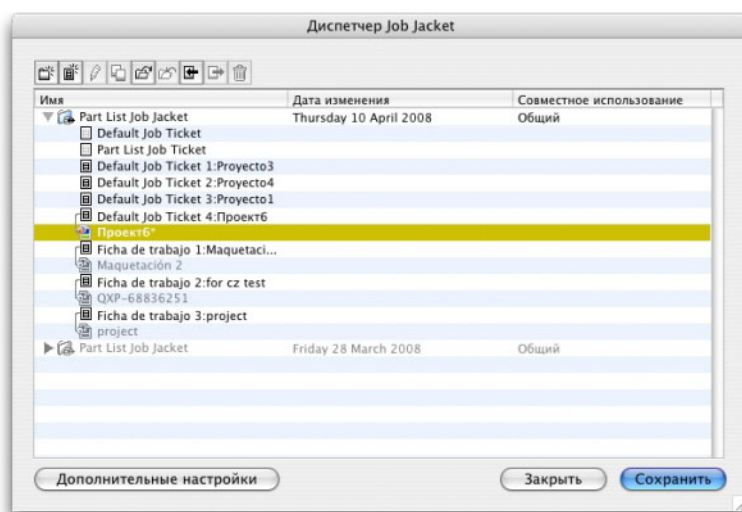 Диспетчер Job Jacket
Имя Дата изменения Совместное использование
Part List Job Jacket Thursday 10 April 2008 Общий
Default Job Ticket
Part List Job Ticket
Default Job Ticket 1:Proyecto3
Default Job Ticket 2:Proyecto4
Default Job Ticket 3:Proyecto1
Default Job Ticket 4:Проект6
Проект6*
Ficha de trabajo 1:Maquetaci...
Maquetación 2
Ficha de trabajo 2:for cz test
QXP-68836251
Ficha de trabajo 3:project
project
Part List Job Jacket Friday 28 March 2008 Общий
Дополнительные настройки Закрыть Сохранить